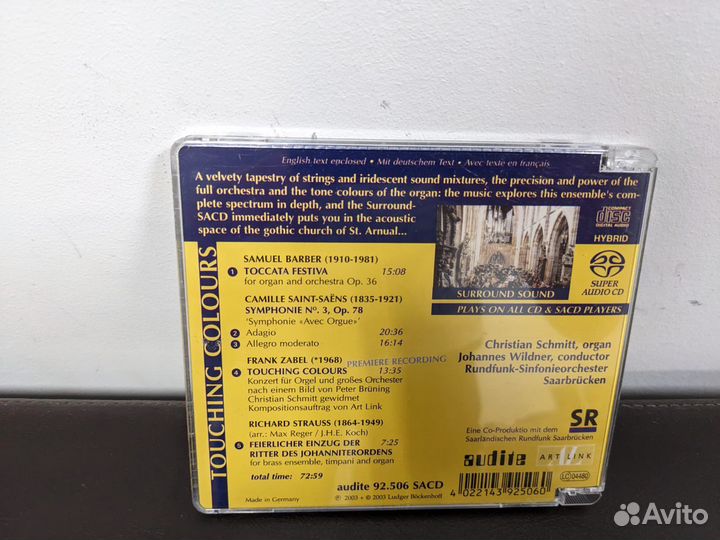 English text enclosed • Mit deutschem Text • Avec texte en français
A velvety tapestry of strings and iridescent sound mixtures, the precision and power of the
full orchestra and the tone colours of the organ: the music explores this ensemble's com-
plete spectrum in depth, and the Surround-
SACD immediately puts you in the acoustic
space of the gothic church of St. Arnual...
COMPACT
disc
DIGITAL AUDIO
HYBRID
SUPER
AUDIO CD
SURROUND SOUND
PLAYS ON ALL CD & SACD PLAYERS
TOUCHING COLOURS
SAMUEL BARBER (1910-1981)
1 TOCCATA FESTIVA 15:08
for organ and orchestra Op. 36
CAMILLE SAINT-SAËNS (1835-1921)
SYMPHONIE No. 3, Op. 78
'Symphonie «Avec Orgue»'
2 Adagio 20:36
3 Allegro moderato 16:14
FRANK ZABEL (*1968)
PREMIERE RECORDING
4 TOUCHING COLOURS 13:35
Konzert für Orgel und großes Orchester
nach einem Bild von Peter Brüning
Christian Schmitt gewidmet
Kompositionsauftrag von Art Link
RICHARD STRAUSS (1864-1949)
(arr.: Max Reger / J.H.E. Koch)
5 FEIERLICHER EINZUG DER 7:25
RITTER DES JOHANNITERORDENS
for brass ensemble, timpani and organ
total time: 72:59
Christian Schmitt, organ
Johannes Wildner, conductor
Rundfunk-Sinfonieorchester
Saarbrücken
Eine Co-Produktio mit dem
Saarländischen Rundfunk Saarbrücken
SR
audite
ART LINK
AL
LC 04480
4 022143 925060
audite 92.506 SACD
Made in Germany
℗ 2003 + © 2003 Ludger Böckenhoff
Avito